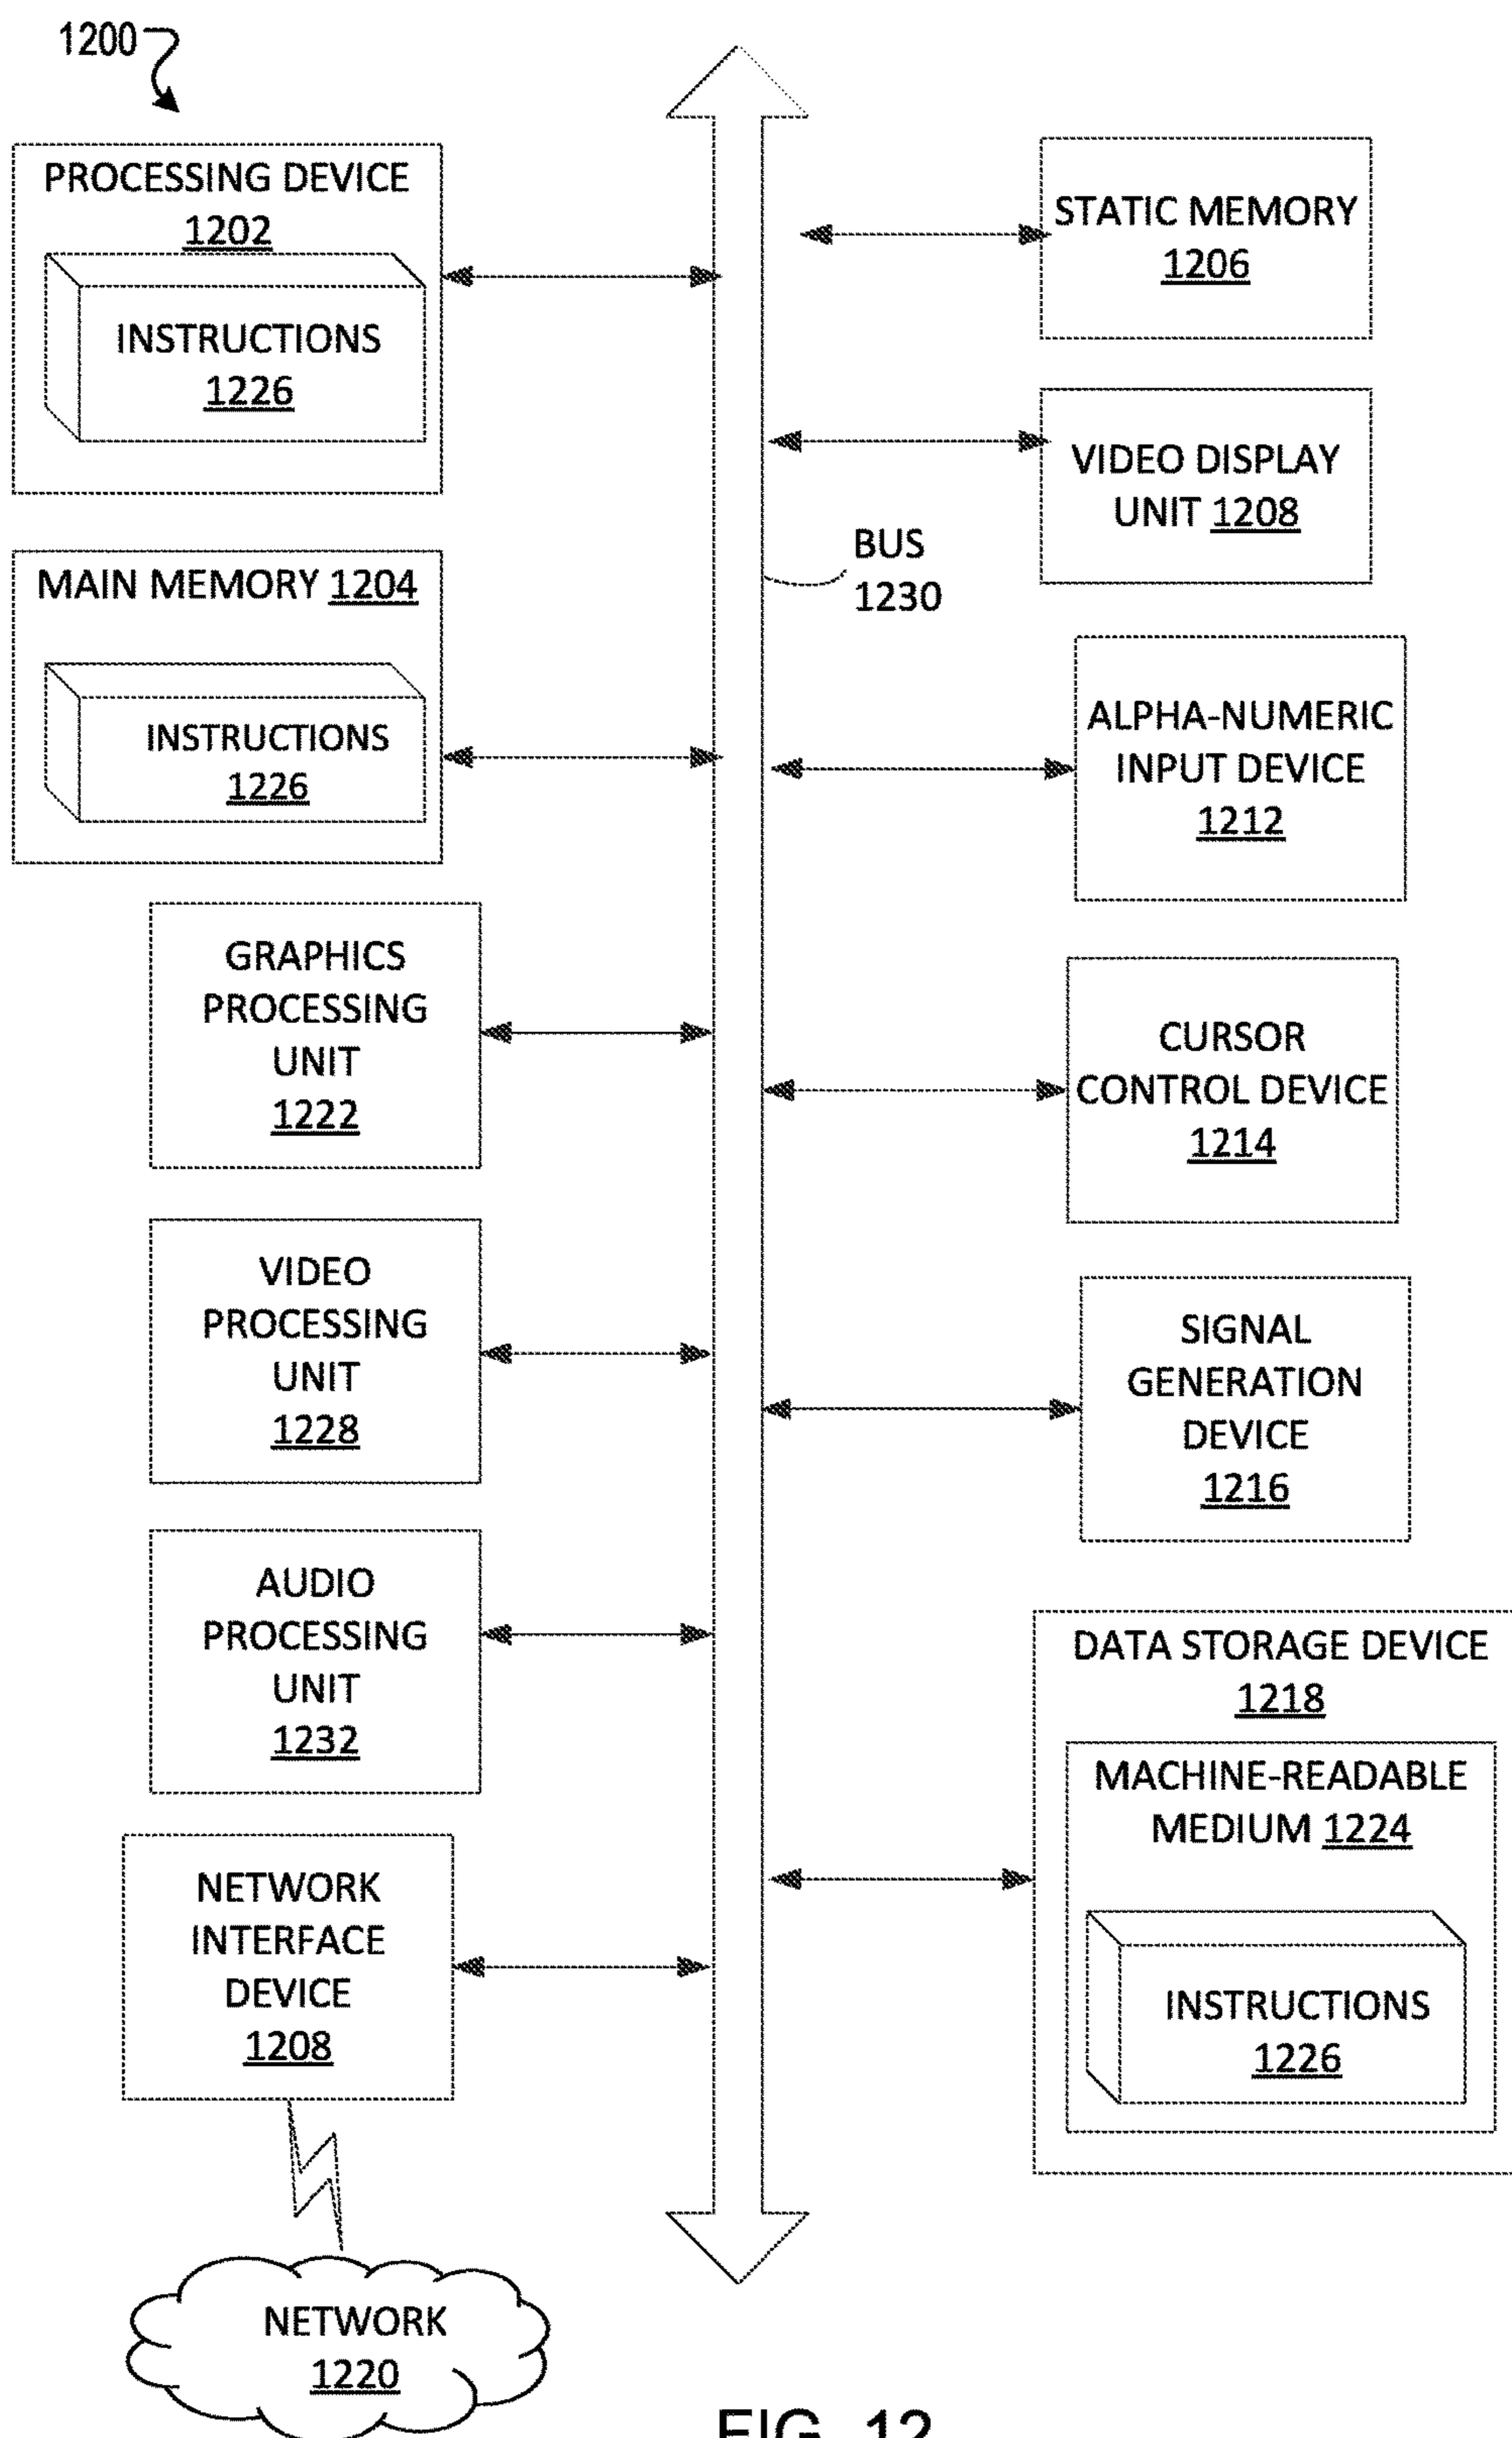 1200
PROCESSING DEVICE
1202
INSTRUCTIONS
1226
MAIN MEMORY 1204
INSTRUCTIONS
1226
GRAPHICS
PROCESSING
UNIT
1222
VIDEO
PROCESSING
UNIT
1228
AUDIO
PROCESSING
UNIT
1232
NETWORK
INTERFACE
DEVICE
1208
NETWORK
1220
BUS
1230
STATIC MEMORY
1206
VIDEO DISPLAY
UNIT 1208
ALPHA-NUMERIC
INPUT DEVICE
1212
CURSOR
CONTROL DEVICE
1214
SIGNAL
GENERATION
DEVICE
1216
DATA STORAGE DEVICE
1218
MACHINE-READABLE
MEDIUM 1224
INSTRUCTIONS
1226
FIG. 12